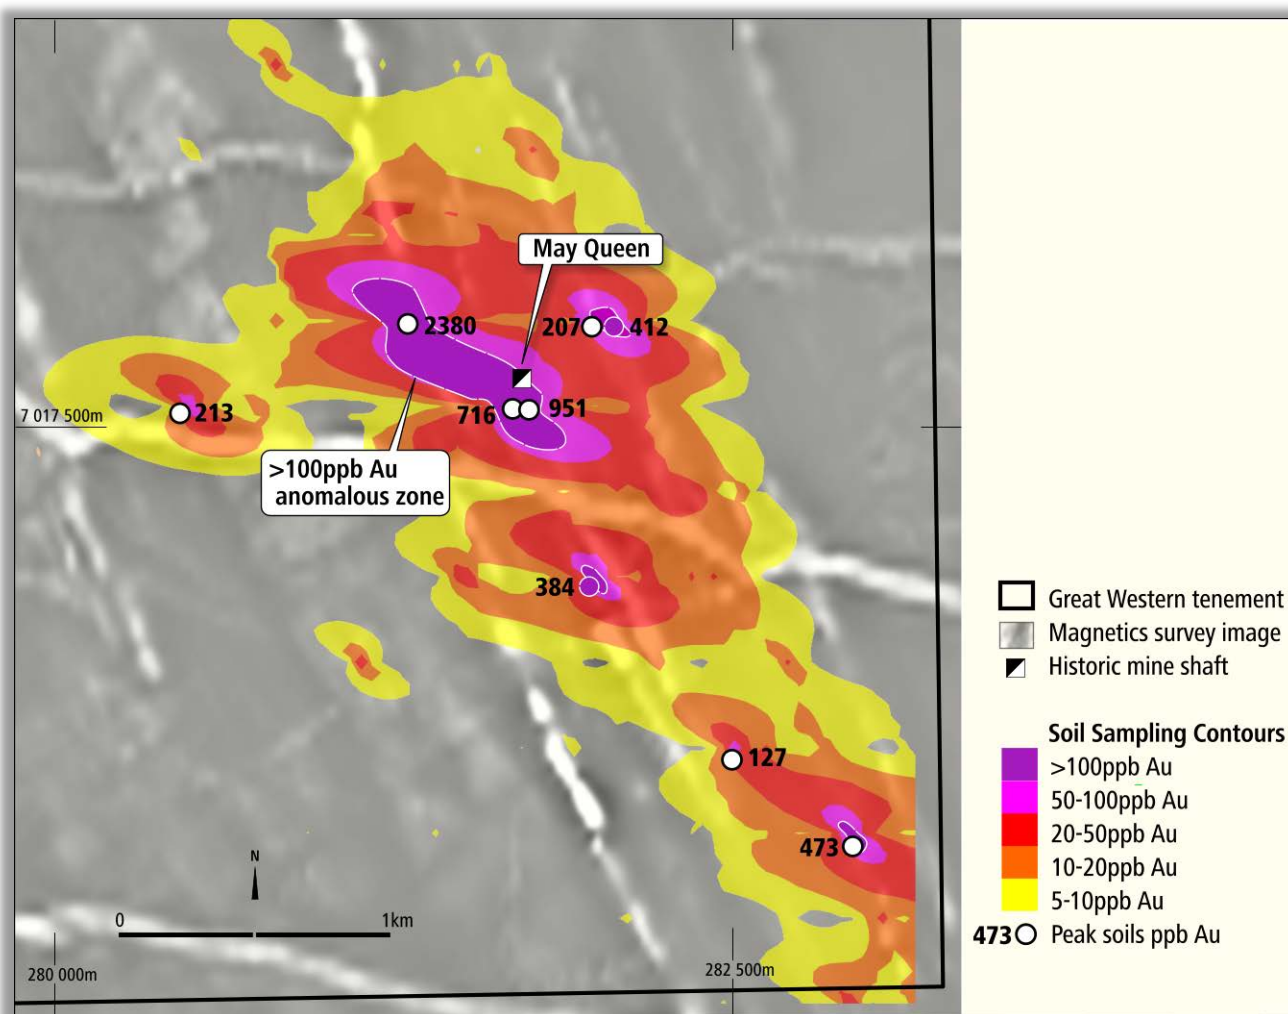 May Queen
2380
207
412
213
716
951
7 017 500m
>100ppb Au
anomalous zone
384
127
473
N
0
1km
280 000m
282 500m
Great Western tenement
Magnetics survey image
Historic mine shaft
Soil Sampling Contours
>100ppb Au
50-100ppb Au
20-50ppb Au
10-20ppb Au
5-10ppb Au
473 Peak soils ppb Au